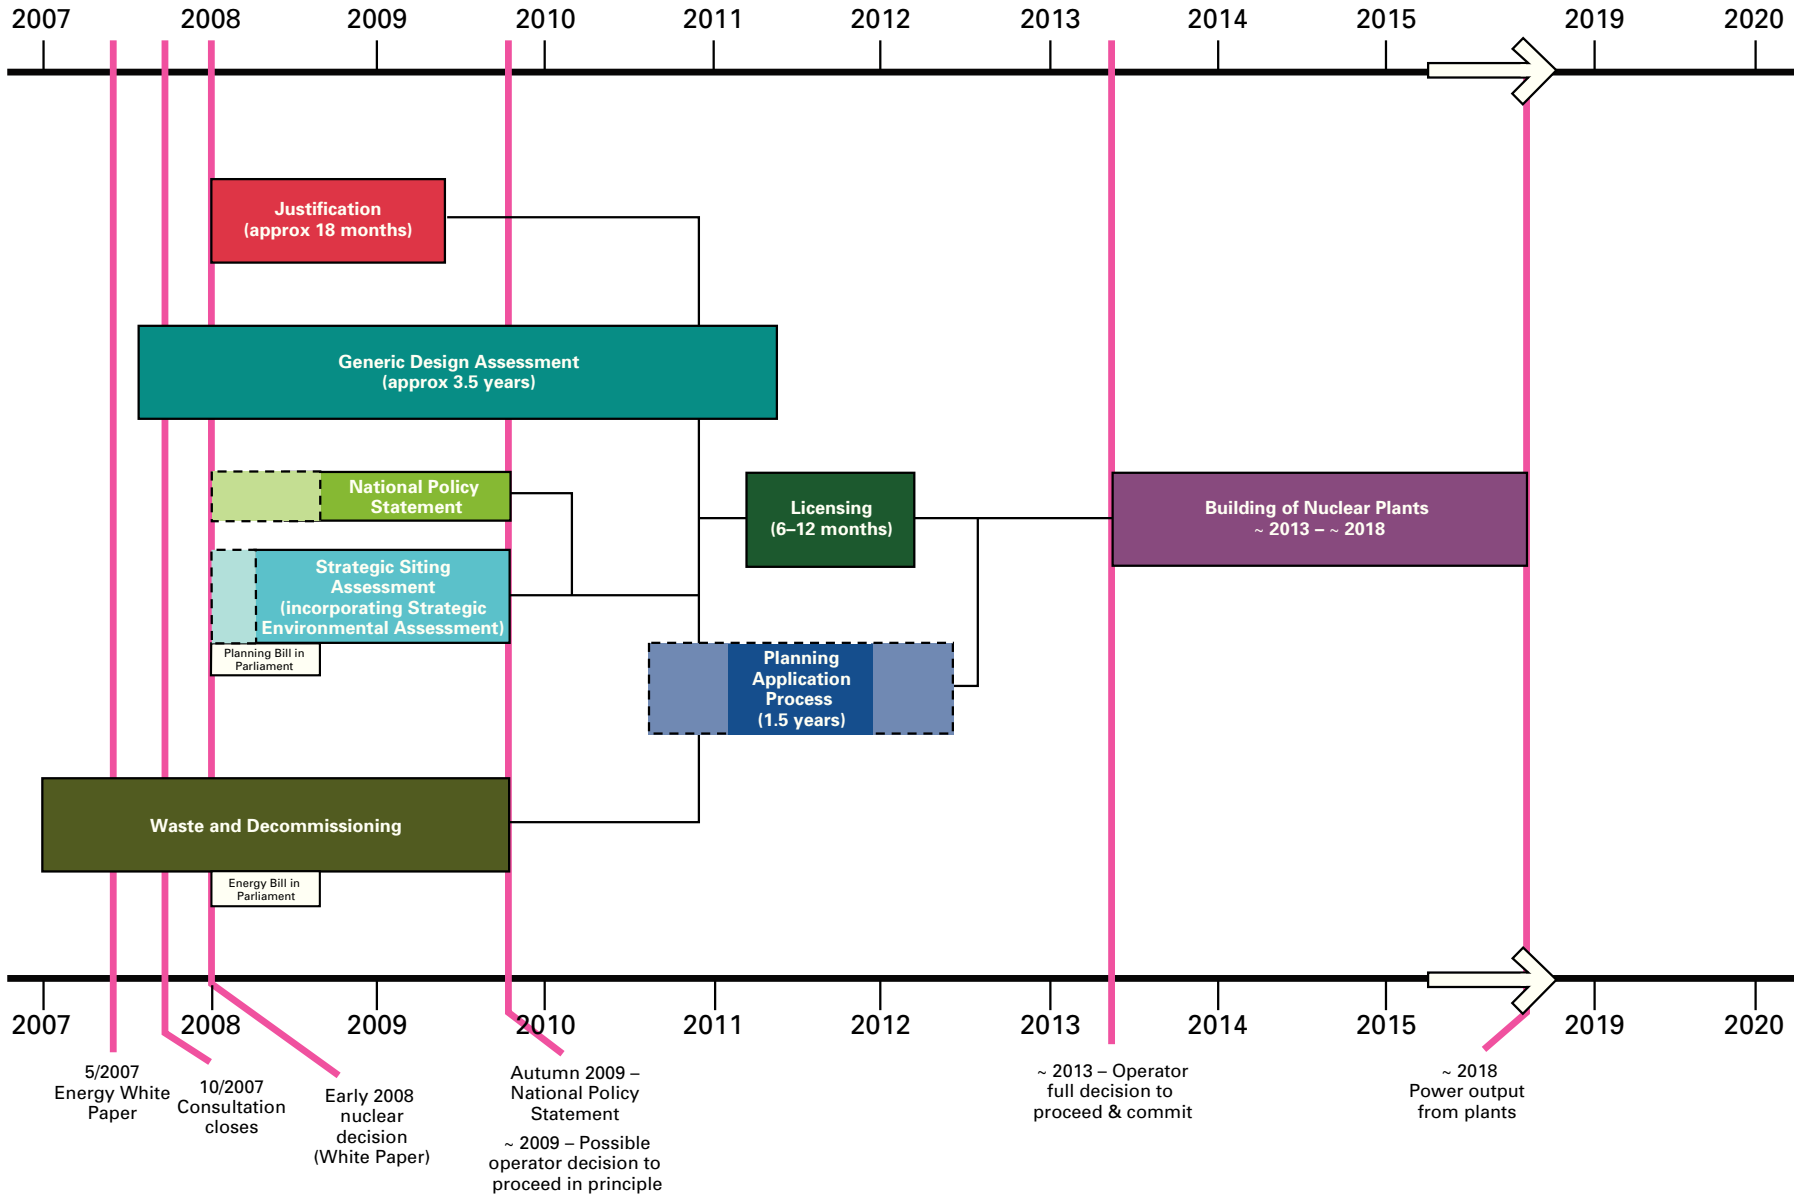 2007 2008 2009 2010 2011 2012 2013 2014 2015 2019 2020
Justification
(approx 18 months)
Generic Design Assessment
(approx 3.5 years)
National Policy
Statement
Strategic Siting
Assessment
(incorporating Strategic
Environmental Assessment)
Planning Bill in
Parliament
Licensing
(6–12 months)
Building of Nuclear Plants
~ 2013 – ~ 2018
Planning
Application
Process
(1.5 years)
Waste and Decommissioning
Energy Bill in
Parliament
2007 2008 2009 2010 2011 2012 2013 2014 2015 2019 2020
5/2007
Energy White
Paper
10/2007
Consultation
closes
Early 2008
nuclear
decision
(White Paper)
Autumn 2009 –
National Policy
Statement
~ 2009 – Possible
operator decision to
proceed in principle
~ 2013 – Operator
full decision to
proceed & commit
~ 2018
Power output
from plants